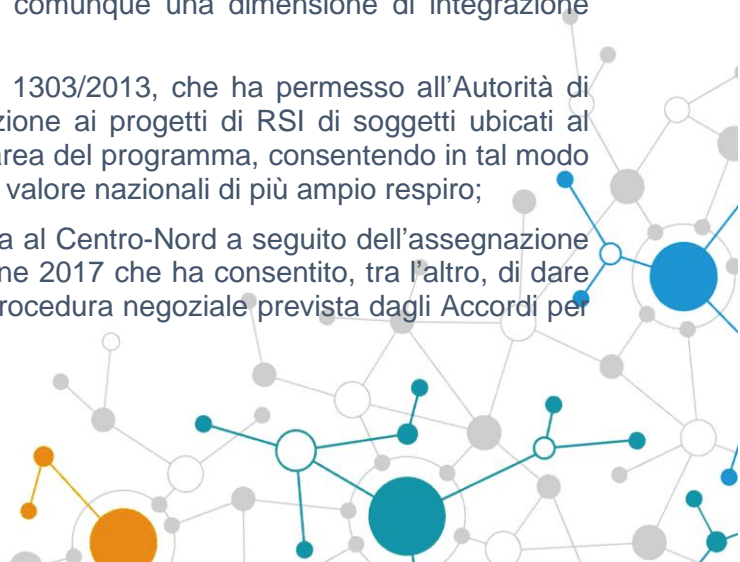 comunque una dimensione di integrazione
1303/2013, che ha permesso all'Autorità di
zione ai progetti di RSI di soggetti ubicati al
area del programma, consentendo in tal modo
valore nazionali di più ampio respiro;
a al Centro-Nord a seguito dell'assegnazione
ne 2017 che ha consentito, tra l'altro, di dare
rocedura negoziale prevista dagli Accordi per